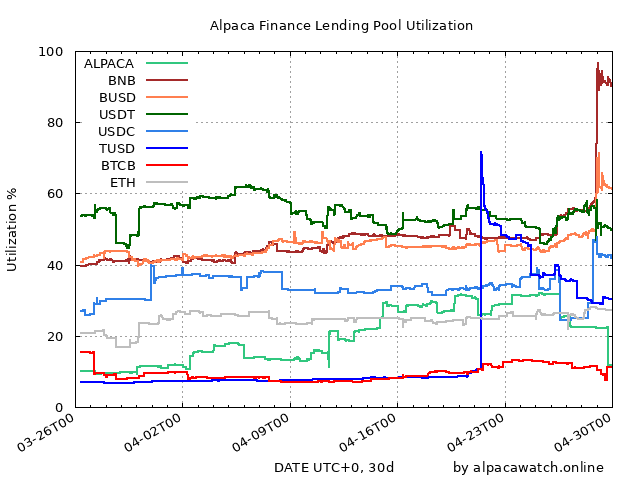 Alpaca Finance Lending Pool Utilization
100
80
60
40
20
0
Utilization %
ALPACA
BNB
BUSD
USDT
USDC
TUSD
BTCB
ETH
03-26T00
04-02T00
04-09T00
04-16T00
04-23T00
04-30T00
DATE UTC+0, 30d
by alpacawatch.online